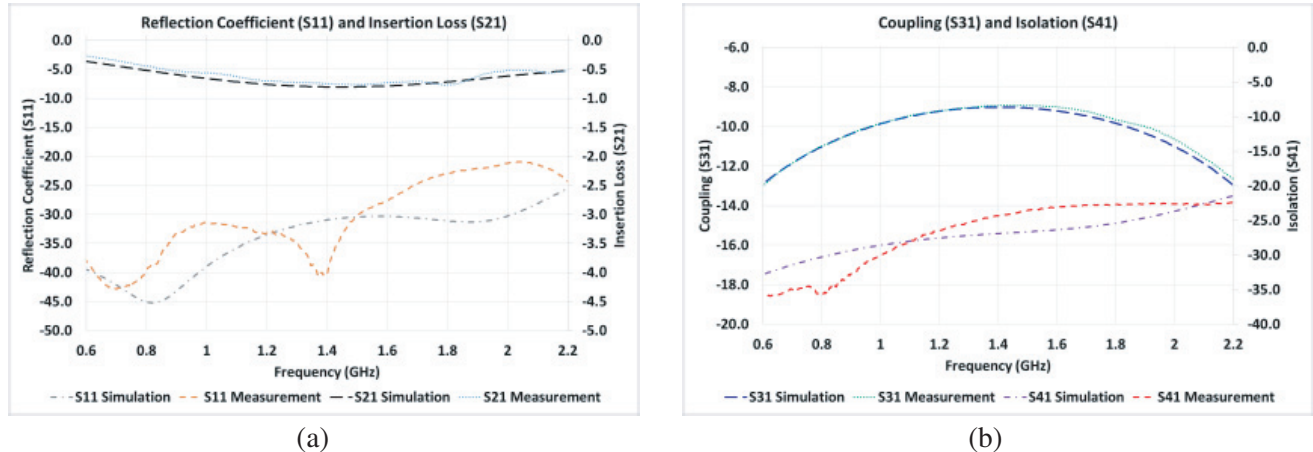 Reflection Coefficient (S11) and Insertion Loss (S21)
0.0
-5.0
-10.0
-15.0
-20.0
-25.0
-30.0
-35.0
-40.0
-45.0
-50.0
Reflection Coefficient (S11)
0.0
-0.5
-1.0
-1.5
-2.0
-2.5
-3.0
-3.5
-4.0
-4.5
-5.0
Insertion Loss (S21)
0.6 0.8 1 1.2 1.4 1.6 1.8 2 2.2
Frequency (GHz)
S11 Simulation S11 Measurement S21 Simulation S21 Measurement
(a)
Coupling (S31) and Isolation (S41)
-6.0
-8.0
-10.0
-12.0
-14.0
-16.0
-18.0
-20.0
Coupling (S31)
0.0
-5.0
-10.0
-15.0
-20.0
-25.0
-30.0
-35.0
-40.0
Isolation (S41)
0.6 0.8 1 1.2 1.4 1.6 1.8 2 2.2
Frequency (GHz)
S31 Simulation S31 Measurement S41 Simulation S41 Measurement
(b)